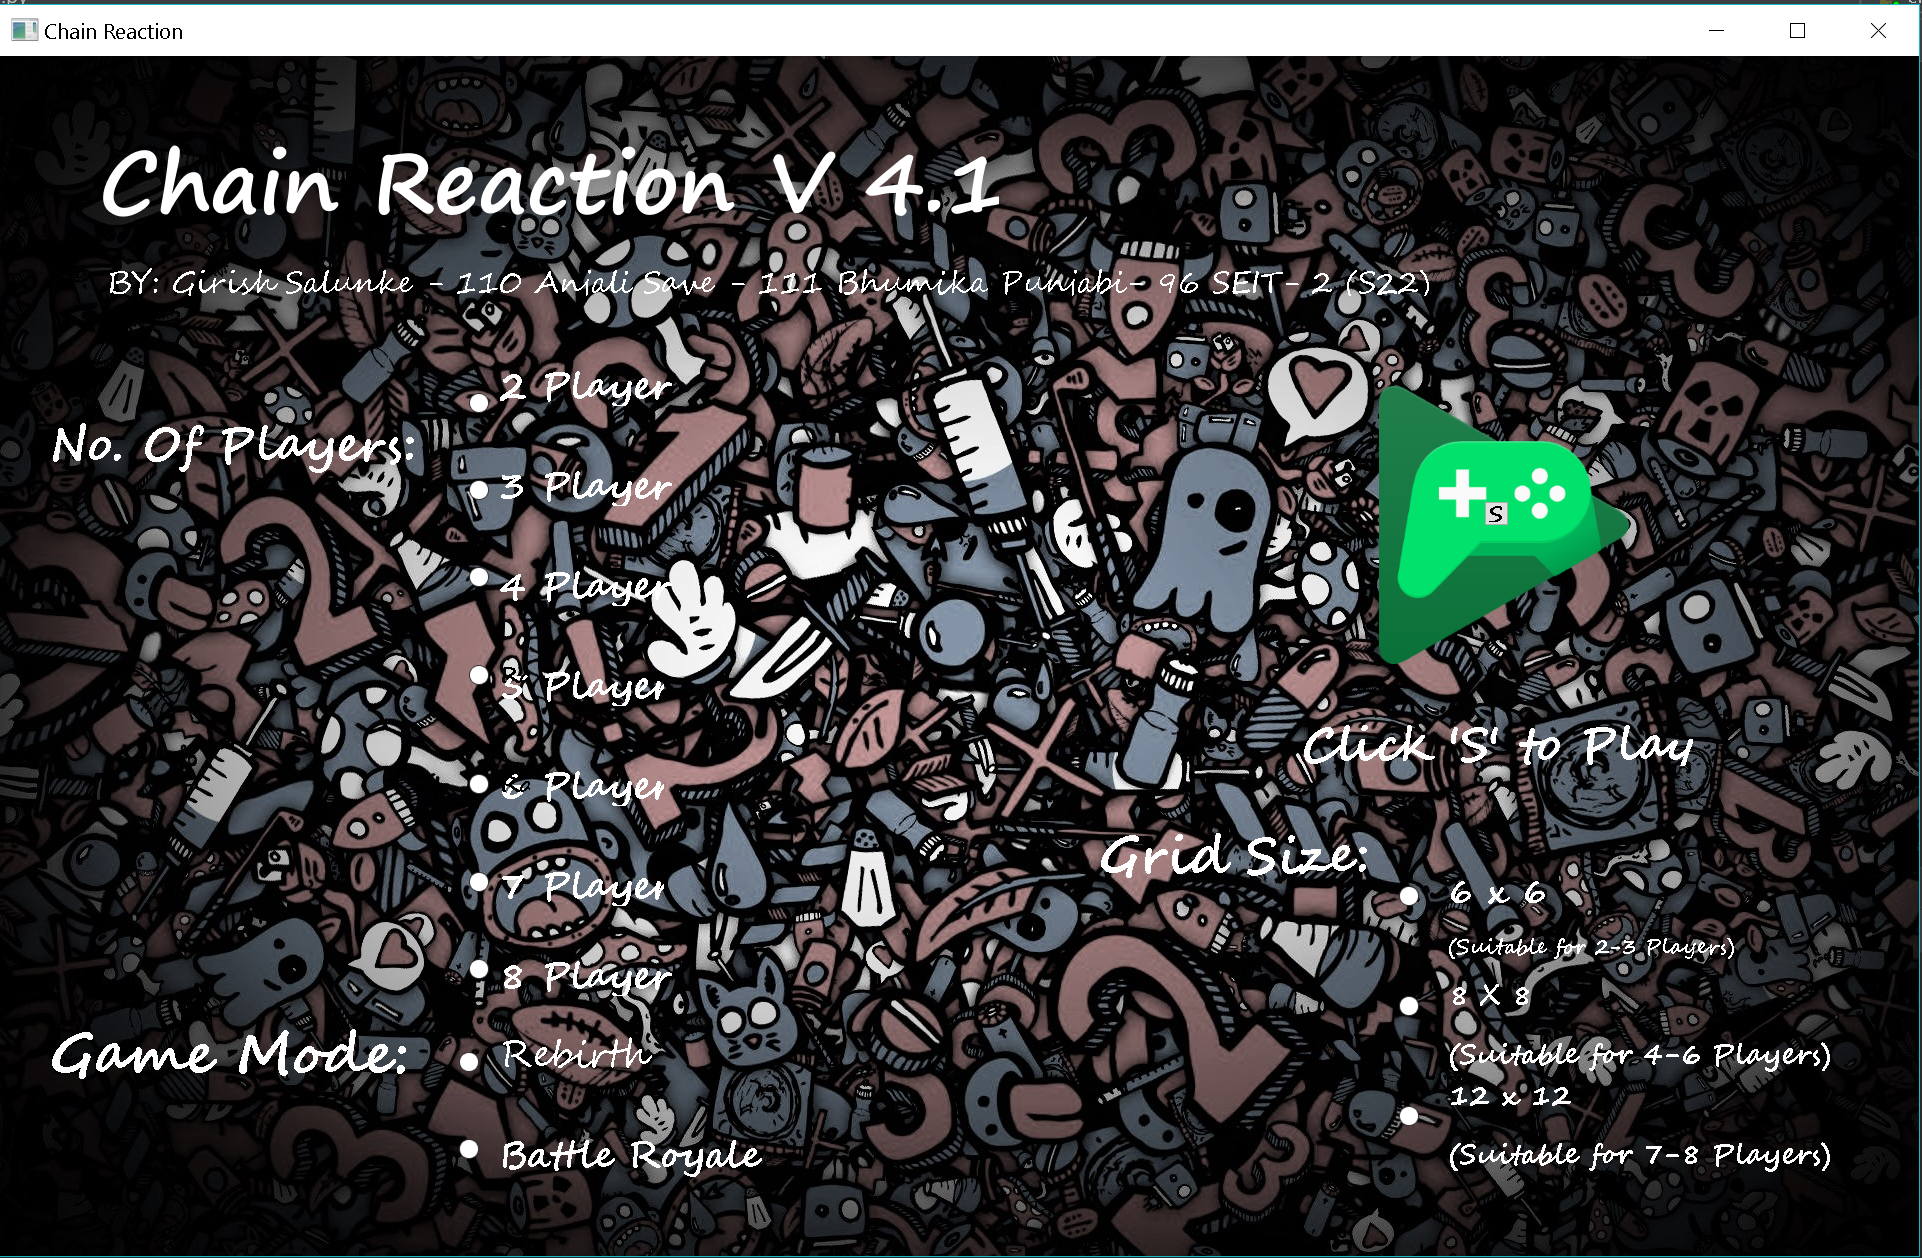 Chain Reaction
Chain Reaction V 4.1
BY: Girish Salunke - 110 Anjali Save - 111 Bhumika Punjabi- 96 SEIT- 2 (S22)
No. Of Players:
2 Player
3 Player
4 Player
5 Player
6 Player
7 Player
8 Player
Game Mode:
Rebirth
Battle Royale
S
Click 'S' to Play
Grid Size:
6 x 6
(Suitable for 2-3 Players)
8 X 8
(Suitable for 4-6 Players)
12 x 12
(Suitable for 7-8 Players)